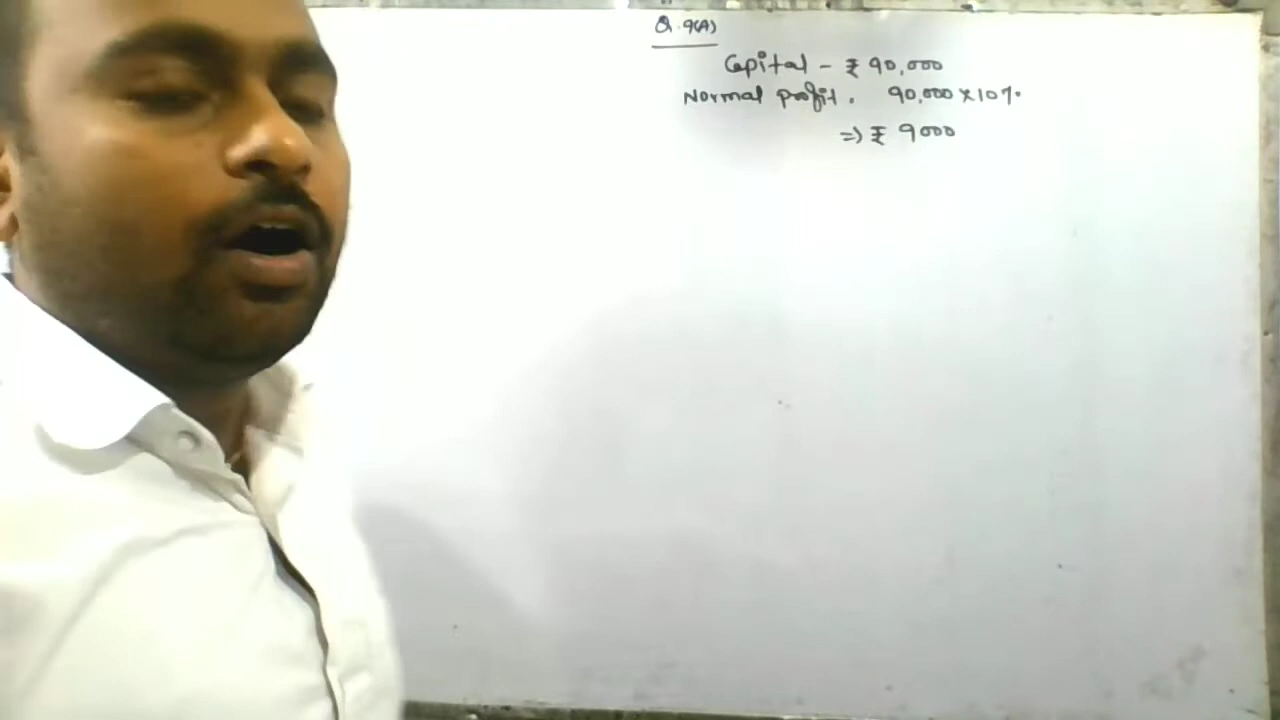 Q.9(A)
Capital - ₹ 90,000
Normal profit. 90,000 × 10%
=) ₹ 9000